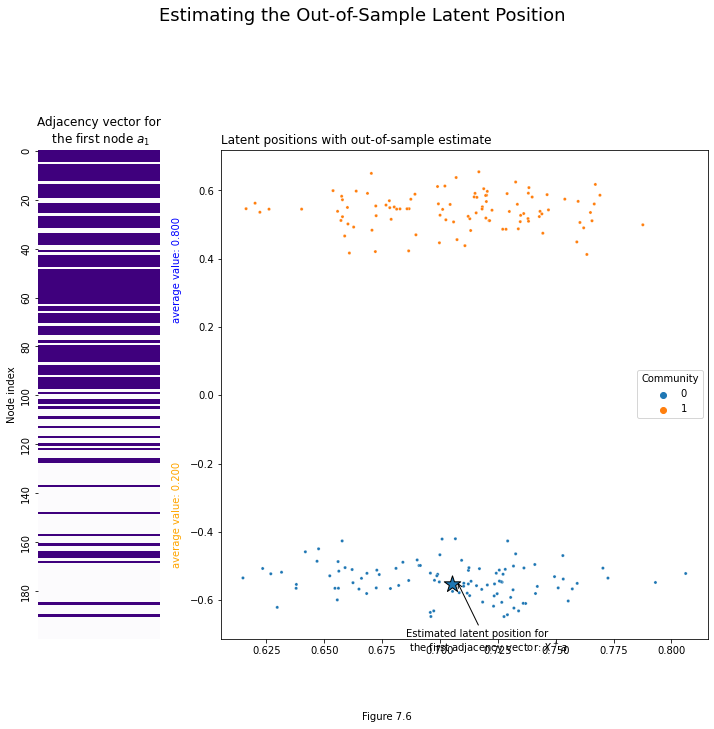 Estimating the Out-of-Sample Latent Position
Adjacency vector for
the first node a₁
0
20
40
60
80
100
120
140
160
180
Node index
average value: 0.800
average value: 0.200
Latent positions with out-of-sample estimate
0.6
0.4
0.2
0.0
−0.2
−0.4
−0.6
Community
0
1
Estimated latent position for
the first adjacency vector:
0.625
0.650
0.675
0.700
0.725
0.750
0.775
0.800
Figure 7.6